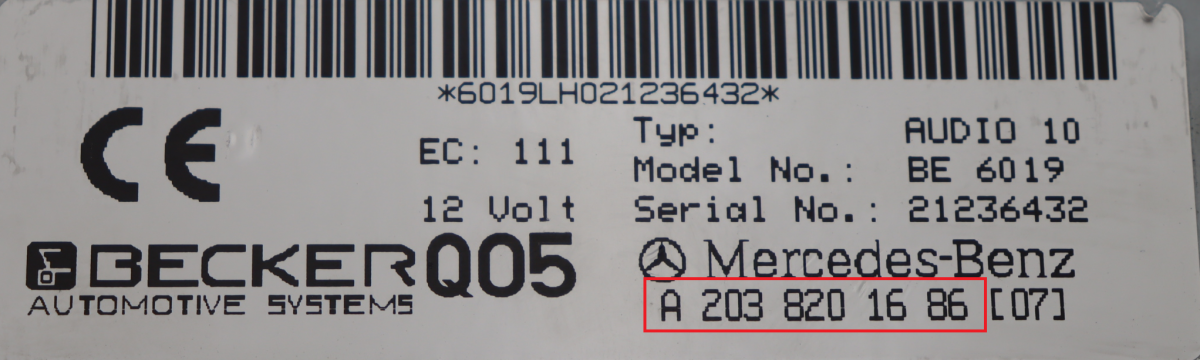 *6019LH021236432*
CE
EC: 111
12 Volt
Typ: AUDIO 10
Model No.: BE 6019
Serial No.: 21236432
BECKER
AUTOMOTIVE SYSTEMS
Q05
Mercedes-Benz
A 203 820 16 86 [07]